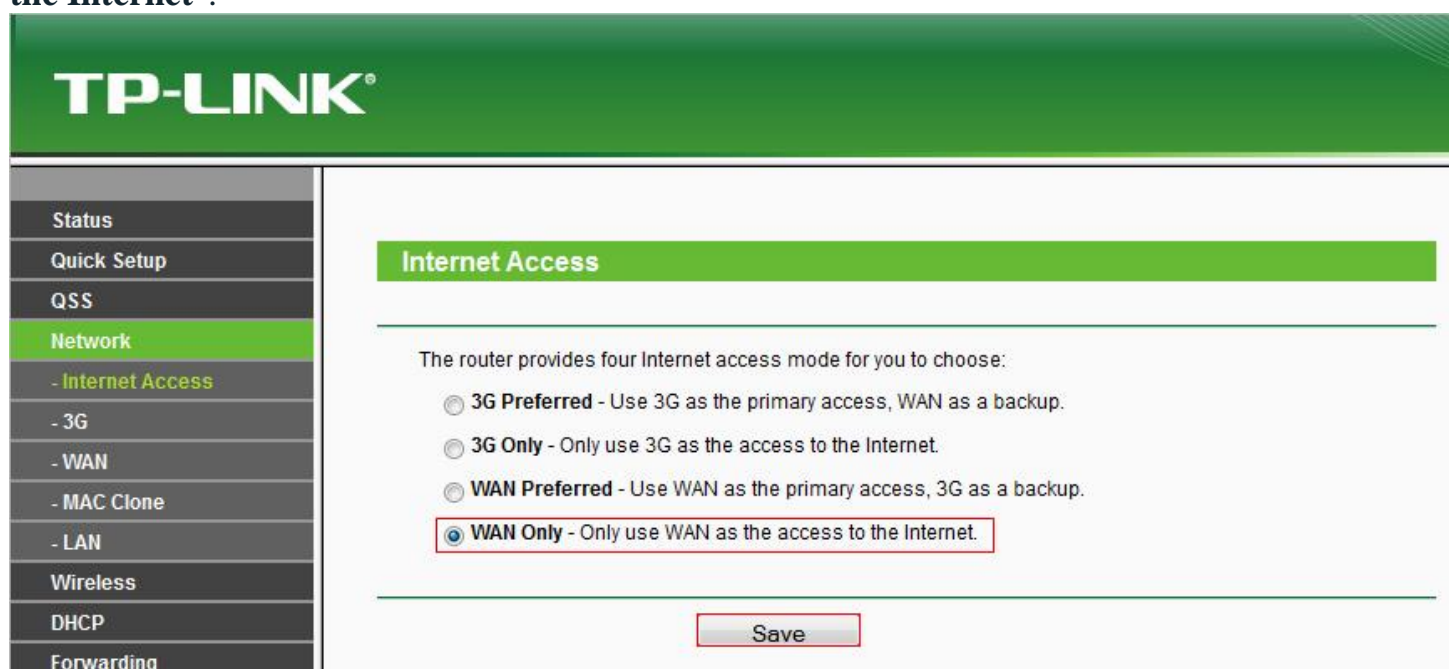 the Internet".
TP-LINK®
Status
Quick Setup
QSS
Network
- Internet Access
- 3G
- WAN
- MAC Clone
- LAN
Wireless
DHCP
Forwarding
Internet Access
The router provides four Internet access mode for you to choose:
3G Preferred - Use 3G as the primary access, WAN as a backup.
3G Only - Only use 3G as the access to the Internet.
WAN Preferred - Use WAN as the primary access, 3G as a backup.
WAN Only - Only use WAN as the access to the Internet.
Save